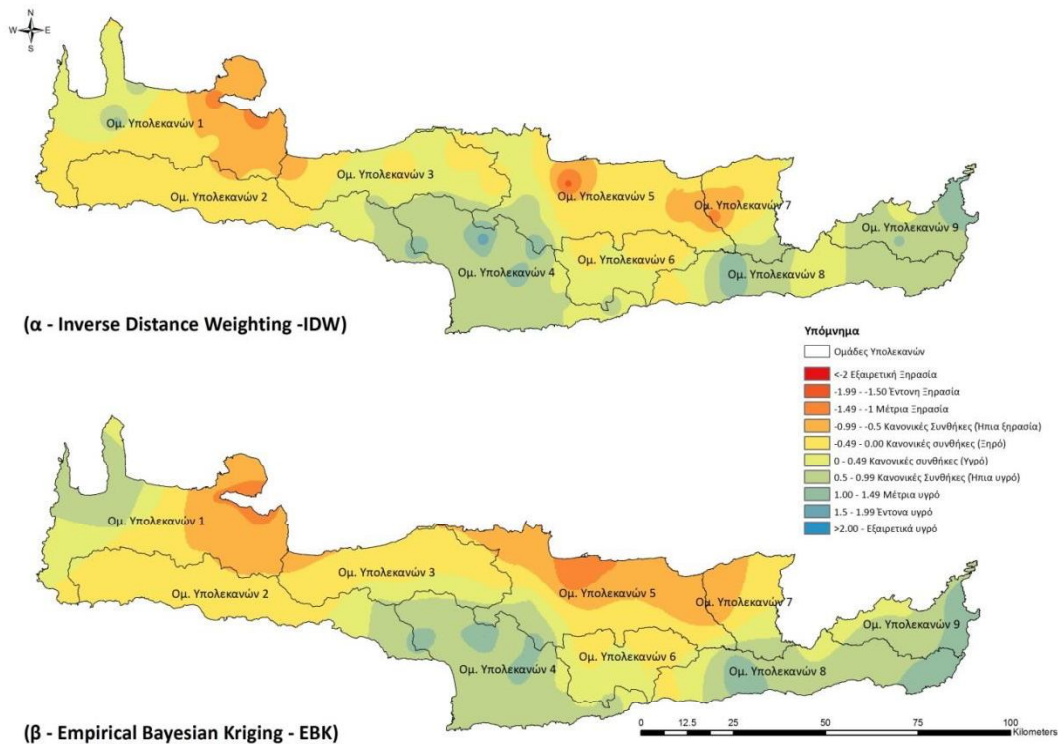 N
W E
S
Ομ. Υπολεκανών 1
Ομ. Υπολεκανών 2
Ομ. Υπολεκανών 3
Ομ. Υπολεκανών 4
Ομ. Υπολεκανών 5
Ομ. Υπολεκανών 6
Ομ. Υπολεκανών 7
Ομ. Υπολεκανών 8
Ομ. Υπολεκανών 9
(α - Inverse Distance Weighting -IDW)
Υπόμνημα
Ομάδες Υπολεκανών
<-2 Εξαιρετική Ξηρασία
-1.99 - -1.50 Έντονη Ξηρασία
-1.49 - -1 Μέτρια Ξηρασία
-0.99 - -0.5 Κανονικές Συνθήκες (Ήπια ξηρασία)
-0.49 - 0.00 Κανονικές συνθήκες (Ξηρό)
0 - 0.49 Κανονικές συνθήκες (Υγρό)
0.5 - 0.99 Κανονικές Συνθήκες (Ήπια υγρό)
1.00 - 1.49 Μέτρια υγρό
1.5 - 1.99 Έντονα υγρό
>2.00 - Εξαιρετικά υγρό
Ομ. Υπολεκανών 1
Ομ. Υπολεκανών 2
Ομ. Υπολεκανών 3
Ομ. Υπολεκανών 4
Ομ. Υπολεκανών 5
Ομ. Υπολεκανών 6
Ομ. Υπολεκανών 7
Ομ. Υπολεκανών 8
Ομ. Υπολεκανών 9
(β - Empirical Bayesian Kriging - EBK)
0 12.5 25 50 75 100
Kilometers